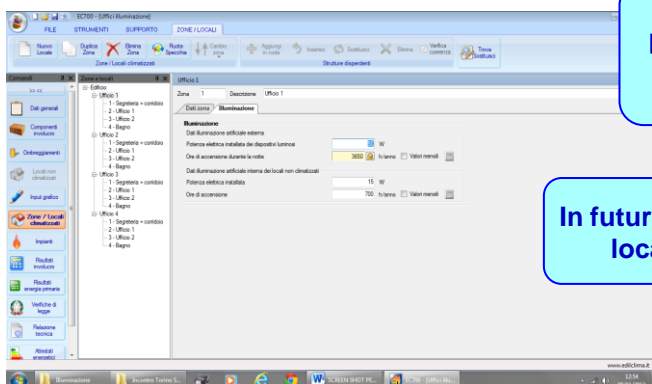 EC700 - [Uffici illuminazione]
FILE STRUMENTI SUPPORTO ZONE / LOCALI
Nuovo Locale
Duplica Zona
Elimina Zona
Ruota Specchia
Cambio zona
Aggiungi in coda
Inserisci
Sostituisci
Elimina
Verifica coerenza
Trova Sostituisci
Zone / Locali climatizzati
Strutture disperdenti
Comandi
>> <<
Dati generali
Componenti involucro
Ombreggiamenti
Locali non climatizzati
Input grafico
Zone / Locali climatizzati
Impianti
Risultati involucro
Risultati energia primaria
Verifiche di legge
Relazione tecnica
Attestati energetici
Zone e locali
Edificio
Ufficio 1
1 - Segreteria + corridoio
2 - Ufficio 1
3 - Ufficio 2
4 - Bagno
Ufficio 2
1 - Segreteria + corridoio
2 - Ufficio 1
3 - Ufficio 2
4 - Bagno
Ufficio 3
1 - Segreteria + corridoio
2 - Ufficio 1
3 - Ufficio 2
4 - Bagno
Ufficio 4
1 - Segreteria + corridoio
2 - Ufficio 1
3 - Ufficio 2
4 - Bagno
Ufficio 1
Zona 1 Descrizione Ufficio 1
Dati zona Illuminazione
Illuminazione
Dati illuminazione artificiale esterna
Potenza elettrica installata dei dispositivi luminosi W
Ore di accensione durante la notte 3650 h/anno Valori mensili
Dati illuminazione artificiale interna dei locali non climatizzati
Potenza elettrica installata 15 W
Ore di accensione 700 h/anno Valori mensili
In futur
loca
www.edilclima.it
Illuminazione
Incontro Torino S...
SCREEN SHOT PE...
EC700 - [Uffici illu...
12:54